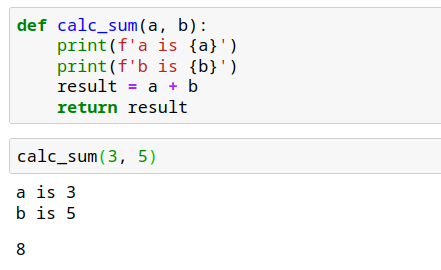 def calc_sum(a, b):
    print(f'a is {a}')
    print(f'b is {b}')
    result = a + b
    return result
calc_sum(3, 5)
a is 3
b is 5
8